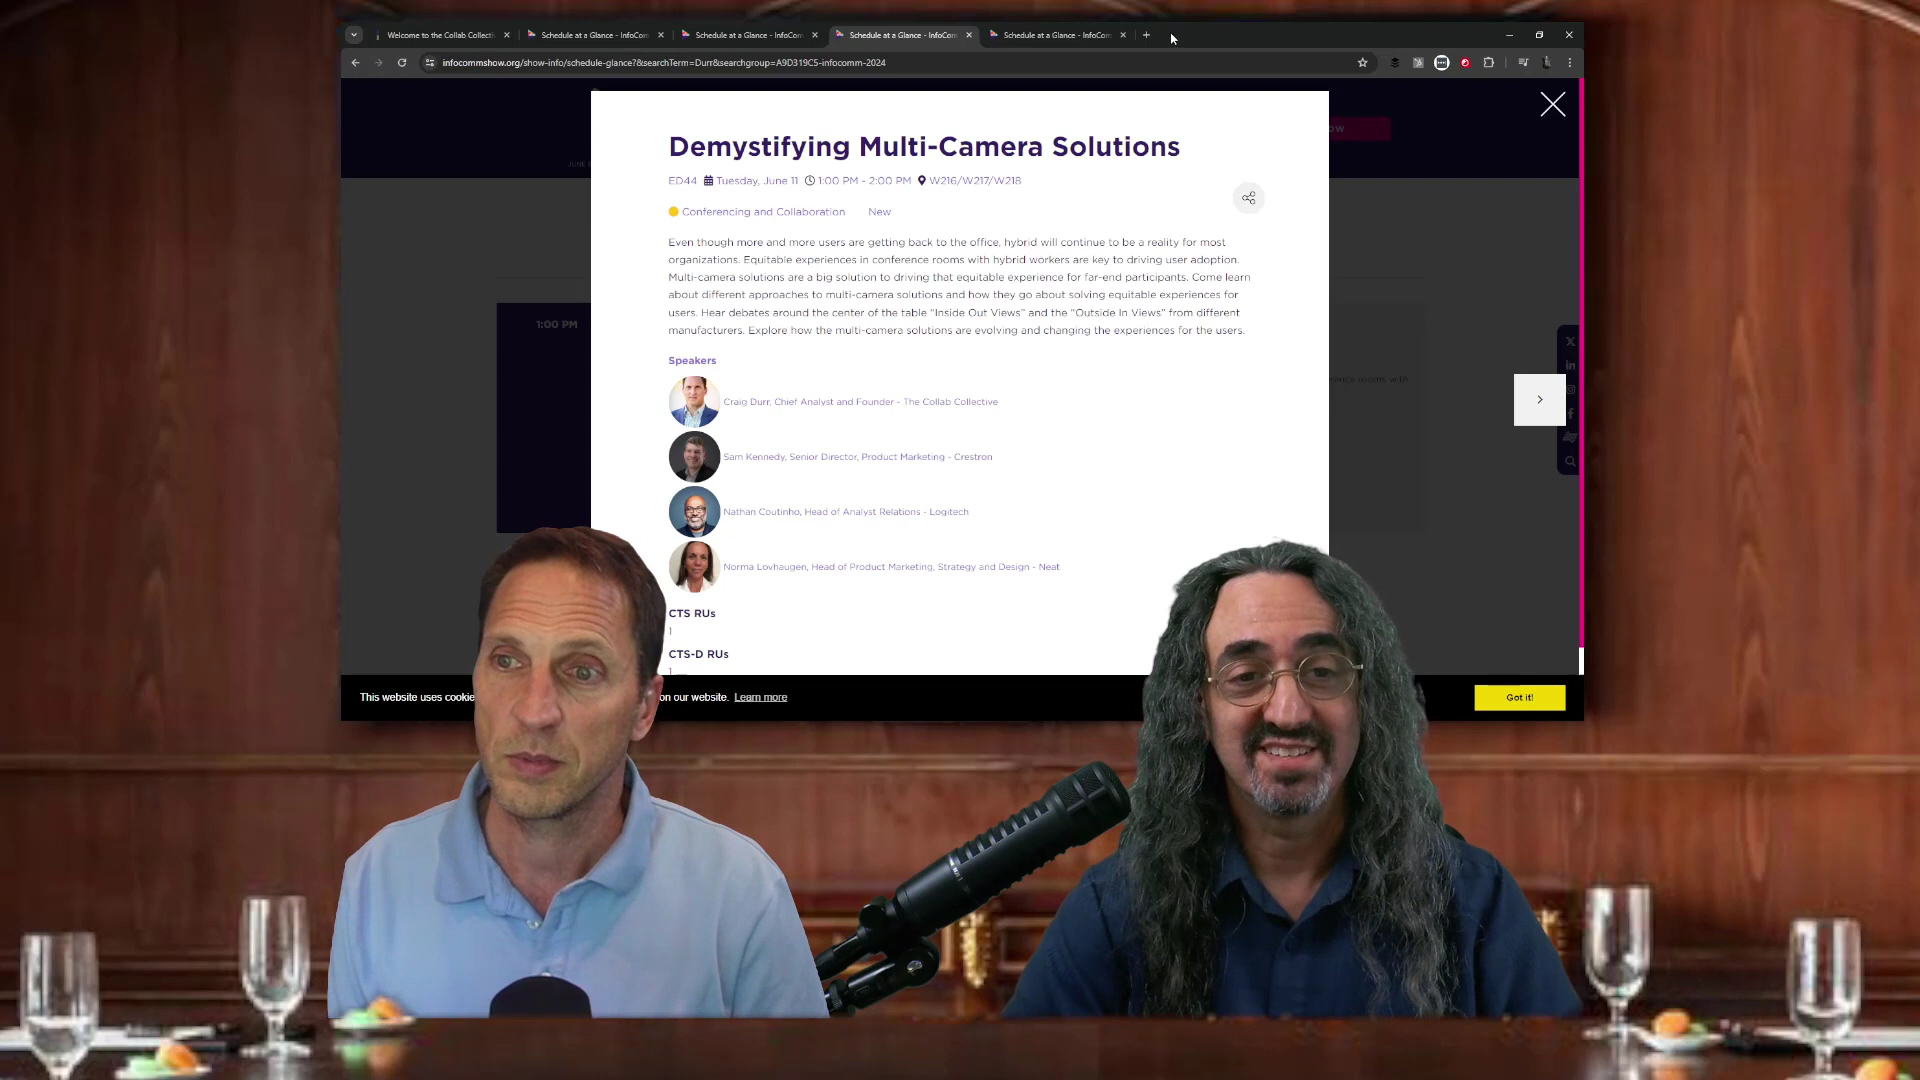 Welcome to the Collab Collecti
Schedule at a Glance - InfoCom
Schedule at a Glance - InfoCom
Schedule at a Glance - InfoCom
Schedule at a Glance - InfoCom
infocommshow.org/show-info/schedule-glance?&searchTerm=Durr&searchgroup=A9D319C5-infocomm-2024
OW
Demystifying Multi-Camera Solutions
ED44 Tuesday, June 11 1:00 PM - 2:00 PM W216/W217/W218
Conferencing and Collaboration New
Even though more and more users are getting back to the office, hybrid will continue to be a reality for most
organizations. Equitable experiences in conference rooms with hybrid workers are key to driving user adoption.
Multi-camera solutions are a big solution to driving that equitable experience for far-end participants. Come learn
about different approaches to multi-camera solutions and how they go about solving equitable experiences for
users. Hear debates around the center of the table “Inside Out Views” and the “Outside In Views” from different
manufacturers. Explore how the multi-camera solutions are evolving and changing the experiences for the users.
1:00 PM
Speakers
Craig Durr, Chief Analyst and Founder - The Collab Collective
Sam Kennedy, Senior Director, Product Marketing - Crestron
Nathan Coutinho, Head of Analyst Relations - Logitech
Norma Lovhaugen, Head of Product Marketing, Strategy and Design - Neat
CTS RUs
1
CTS-D RUs
1
This website uses cookie
on our website. Learn more
Got it!